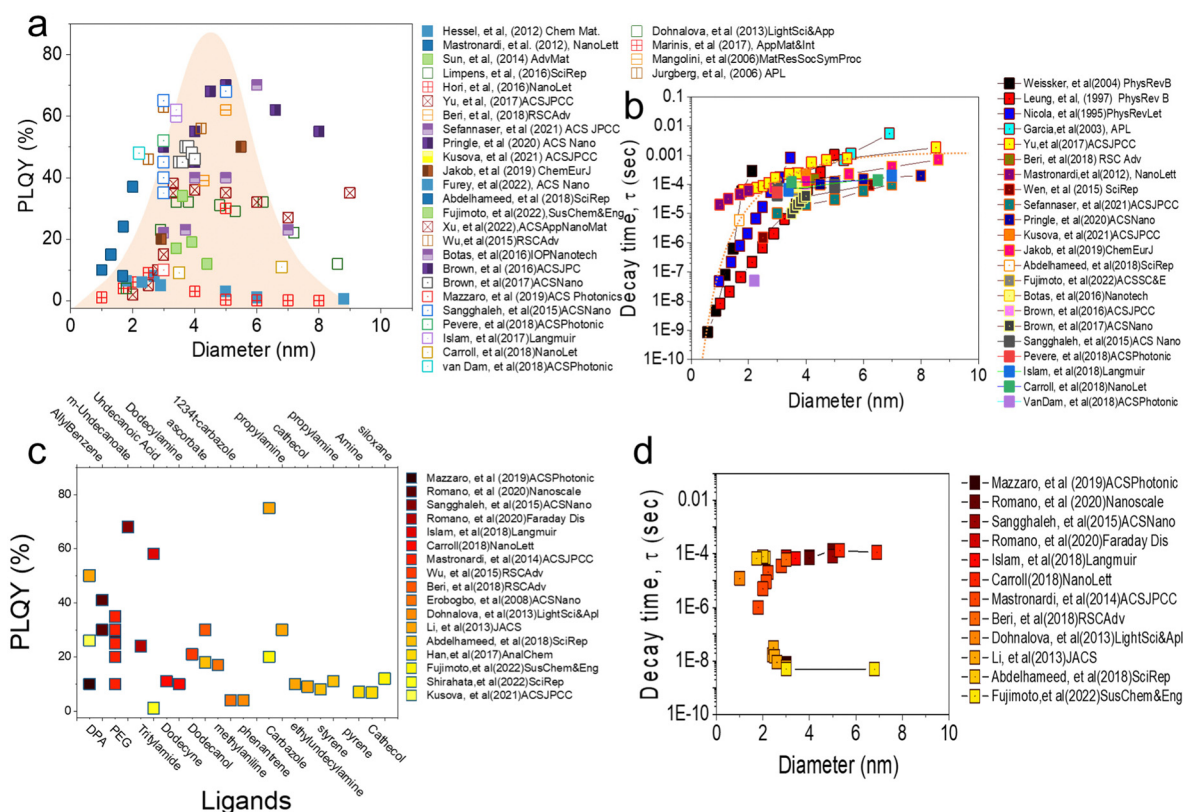 a
PLQY (%)
80
60
40
20
0
0 2 4 6 8 10
Diameter (nm)
Hessel, et al, (2012) Chem Mat.
Mastronardi, et al. (2012), NanoLett
Sun, et al, (2014) AdvMat
Limpens, et al, (2016)SciRep
Hori, et al, (2016)NanoLet
Yu, et al, (2017)ACSJPCC
Beri, et al, (2018)RSCAdv
Sefannaser, et al (2021) ACS JPCC
Pringle, et al, (2020) ACS Nano
Kusova, et al (2021) ACSJPCC
Jakob, et al (2019) ChemEurJ
Furey, et al (2022), ACS Nano
Abdelhameed, et al (2018)SciRep
Fujimoto, et al (2022),SusChem&Eng
Xu, et al (2022),ACSAppNanoMat
Wu,et al(2015)RSCAdv
Botas, et al (2016)IOPNanotech
Brown, et al (2016)ACSJPC
Brown, et al (2017)ACSNano
Mazzaro, et al (2019)ACS Photonics
Sangghaleh, et al(2015)ACSNano
Pevere, et al (2018)ACSPhotonic
Islam, et al(2017)Langmuir
Carroll, et al(2018)NanoLet
van Dam, et al(2018)ACSPhotonic
Dohnalova, et al (2013)LightSci&App
Marinis, et al (2017), AppMat&Int
Mangolini, et al(2006)MatResSocSymProc
Jurgberg, et al, (2006) APL
b
Decay time, τ (sec)
0.1
0.01
0.001
1E-4
1E-5
1E-6
1E-7
1E-8
1E-9
1E-10
0 2 4 6 8 10
Diameter (nm)
Weissker, et al(2004) PhysRevB
Leung, et al, (1997) PhysRev B
Nicola, et al(1995)PhysRevLet
Garcia,et al(2003), APL
Yu,et al(2017)ACSJPCC
Beri, et al(2018) RSC Adv
Mastronardi,et al(2012), NanoLett
Wen, et al (2015) SciRep
Sefannaser, et al(2021)ACSJPCC
Pringle, et al(2020)ACSNano
Kusova, et al(2021)ACSJPCC
Jakob, et al(2019)ChemEurJ
Abdelhameed, et al(2018)SciRep
Fujimoto, et al(2022)ACSSC&E
Botas, et al(2016)Nanotech
Brown, et al(2016)ACSJPCC
Brown, et al(2017)ACSNano
Sangghaleh, et al(2015)ACS Nano
Pevere, et al(2018)ACSPhotonic
Islam, et al(2018)Langmuir
Carroll, et al(2018)NanoLet
VanDam, et al(2018)ACSPhotonic
c
AllylBenzene
m-Undecanoate
Undecanoic Acid
Dodecylamine
ascorbate
1234t-carbazole
propylamine
cathecol
propylamine
Amine
siloxane
PLQY (%)
80
60
40
20
0
DPA
PEG
Tritylamide
Dodecyne
Dodecanol
methylaniline
phenantrene
Carbazole
ethylundecylamine
styrene
pyrene
Cathecol
Ligands
Mazzaro, et al (2019)ACSPhotonic
Romano, et al (2020)Nanoscale
Sangghaleh, et al(2015)ACSNano
Romano, et al(2020)Faraday Dis
Islam, et al(2018)Langmuir
Carroll(2018)NanoLett
Mastronardi, et al(2014)ACSJPCC
Wu, et al(2015)RSCAdv
Beri, et al(2018)RSCAdv
Erobogbo, et al(2008)ACSNano
Dohnalova, et al(2013)LightSci&Apl
Li, et al(2013)JACS
Abdelhameed, et al(2018)SciRep
Han,et al(2017)AnalChem
Fujimoto,et al(2022)SusChem&Eng
Shirahata,et al(2022)SciRep
Kusova, et al(2021)ACSJPCC
d
Decay time, τ (sec)
0.01
1E-4
1E-6
1E-8
1E-10
0 2 4 6 8 10
Diameter (nm)
Mazzaro, et al (2019)ACSPhotonic
Romano, et al (2020)Nanoscale
Sangghaleh, et al(2015)ACSNano
Romano, et al(2020)Faraday Dis
Islam, et al(2018)Langmuir
Carroll(2018)NanoLett
Mastronardi, et al(2014)ACSJPCC
Beri, et al(2018)RSCAdv
Dohnalova, et al(2013)LightSci&Apl
Li, et al(2013)JACS
Abdelhameed, et al(2018)SciRep
Fujimoto,et al(2022)SusChem&Eng